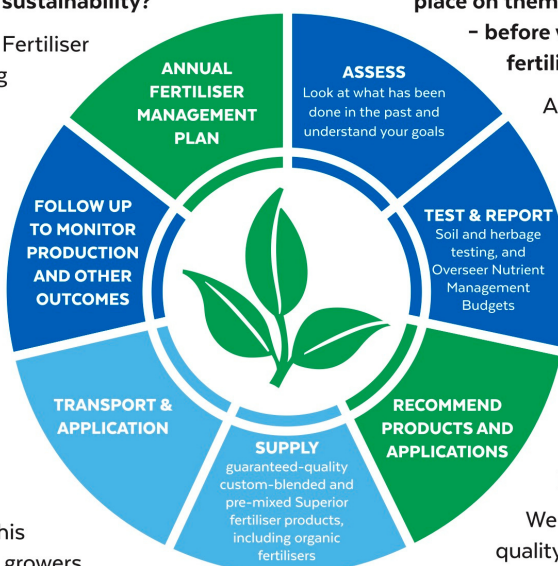 sustainability?
place on them
– before
Fertiliser
g
fertili
A
ANNUAL
FERTILISER
MANAGEMENT
PLAN
ASSESS
Look at what has been
done in the past and
understand your goals
TEST & REPORT
Soil and herbage
testing, and
Overseer Nutrient
Management
Budgets
RECOMMEND
PRODUCTS AND
APPLICATIONS
SUPPLY
guaranteed-quality
custom-blended and
pre-mixed Superior
fertiliser products,
including organic
fertilisers
TRANSPORT &
APPLICATION
FOLLOW UP
TO MONITOR
PRODUCTION
AND OTHER
OUTCOMES
his
growers
We
quality